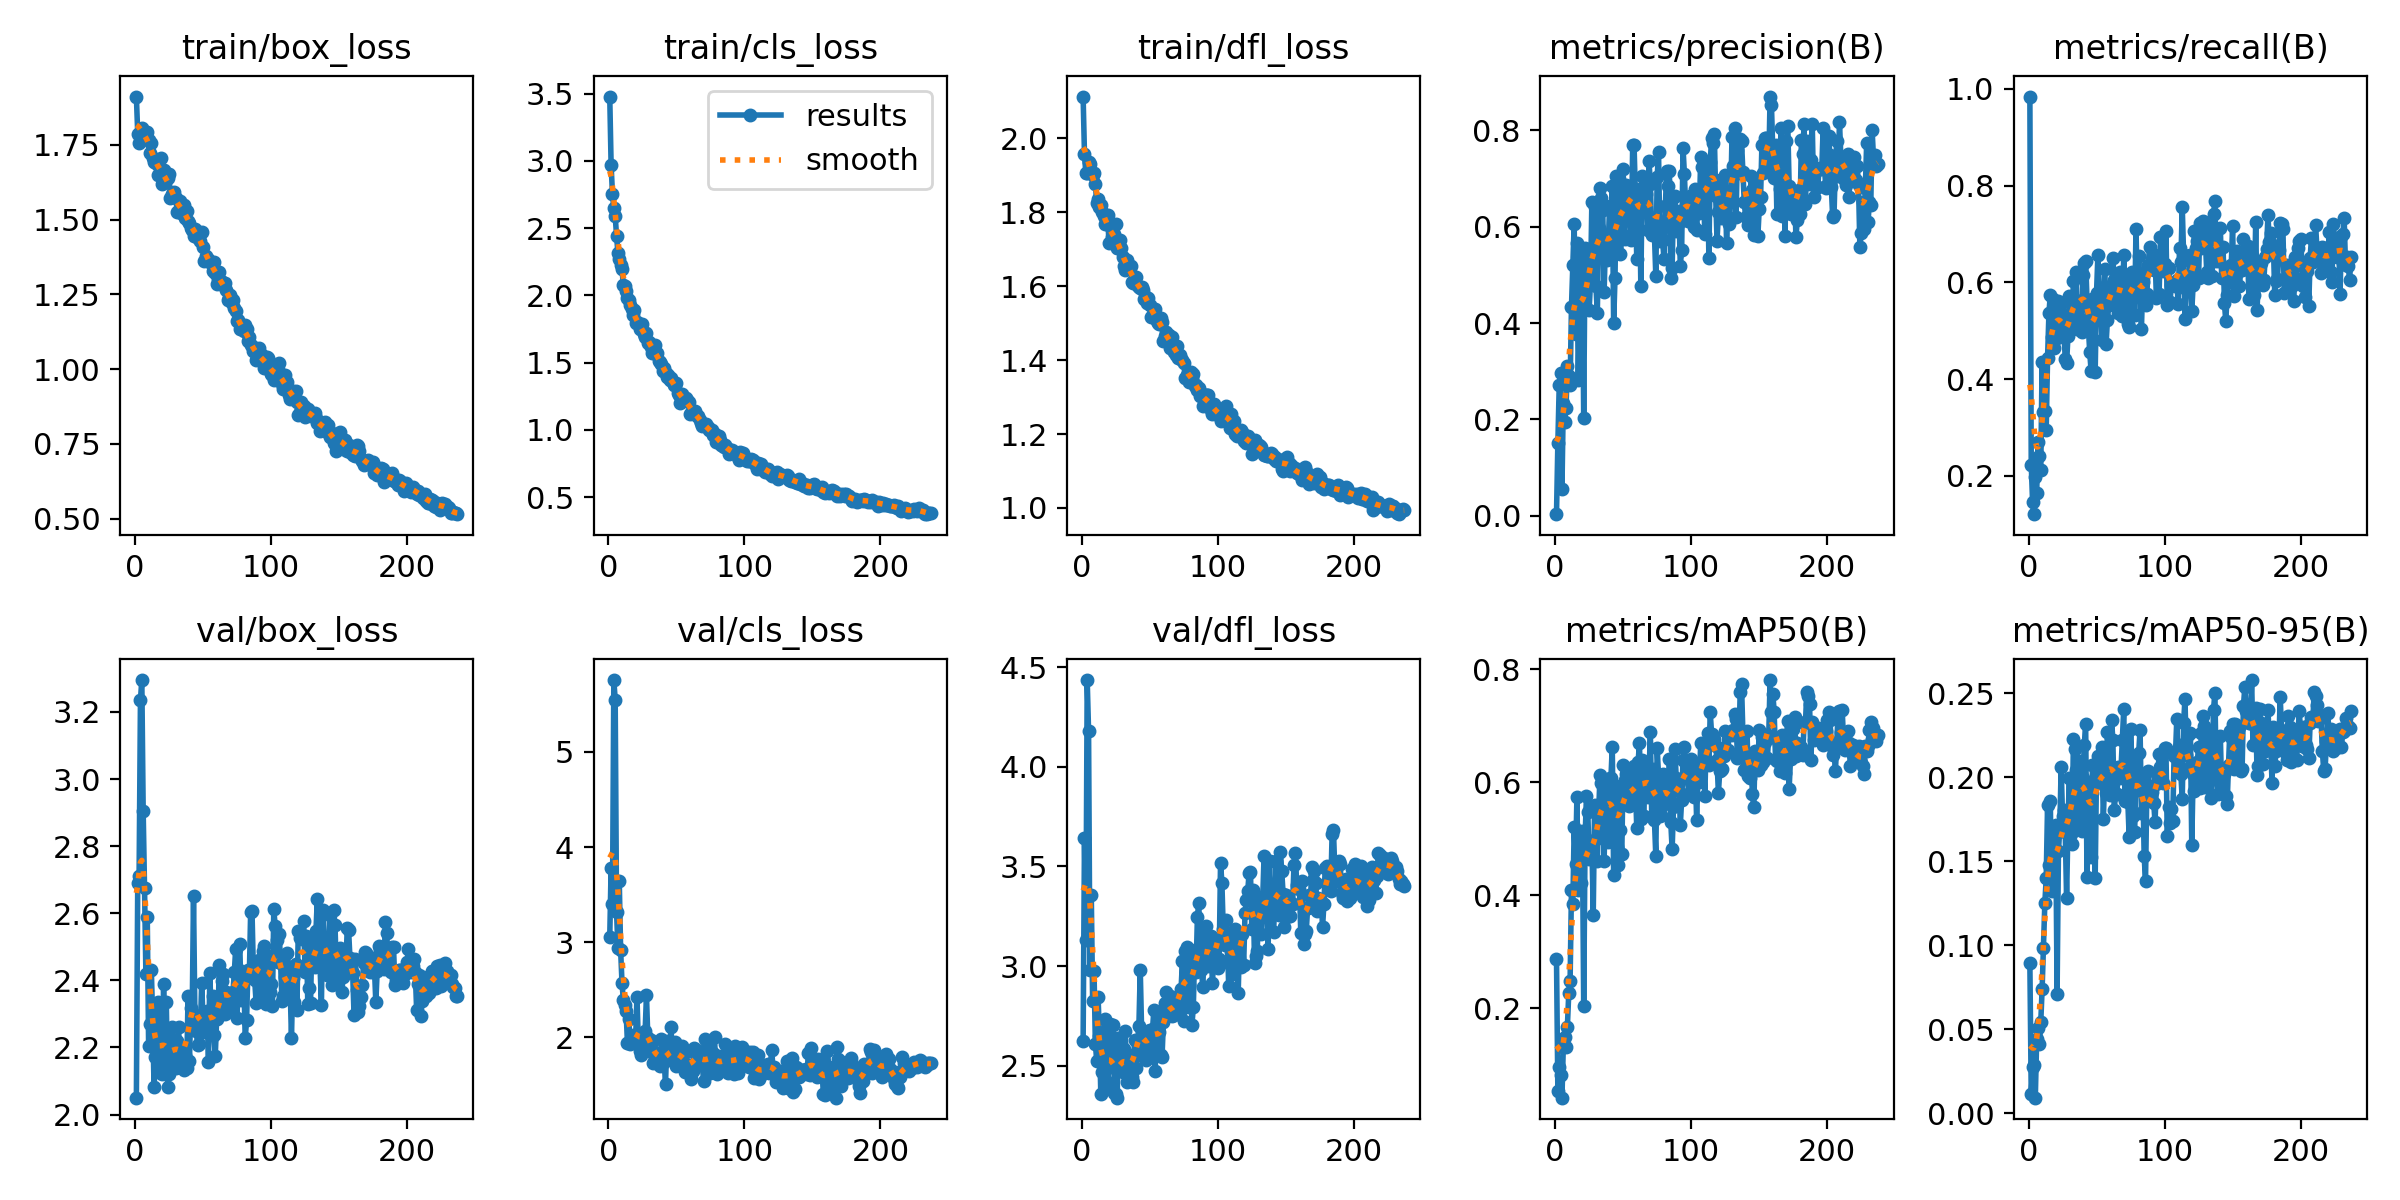 train/box_loss
train/cls_loss
train/dfl_loss
metrics/precision(B)
metrics/recall(B)
1.75
1.50
1.25
1.00
0.75
0.50
0 100 200
3.5
3.0
2.5
2.0
1.5
1.0
0.5
0 100 200
results
smooth
2.0
1.8
1.6
1.4
1.2
1.0
0 100 200
0.8
0.6
0.4
0.2
0.0
0 100 200
1.0
0.8
0.6
0.4
0.2
0 100 200
val/box_loss
val/cls_loss
val/dfl_loss
metrics/mAP50(B)
metrics/mAP50-95(B)
3.2
3.0
2.8
2.6
2.4
2.2
2.0
0 100 200
5
4
3
2
0 100 200
4.5
4.0
3.5
3.0
2.5
0 100 200
0.8
0.6
0.4
0.2
0 100 200
0.25
0.20
0.15
0.10
0.05
0.00
0 100 200